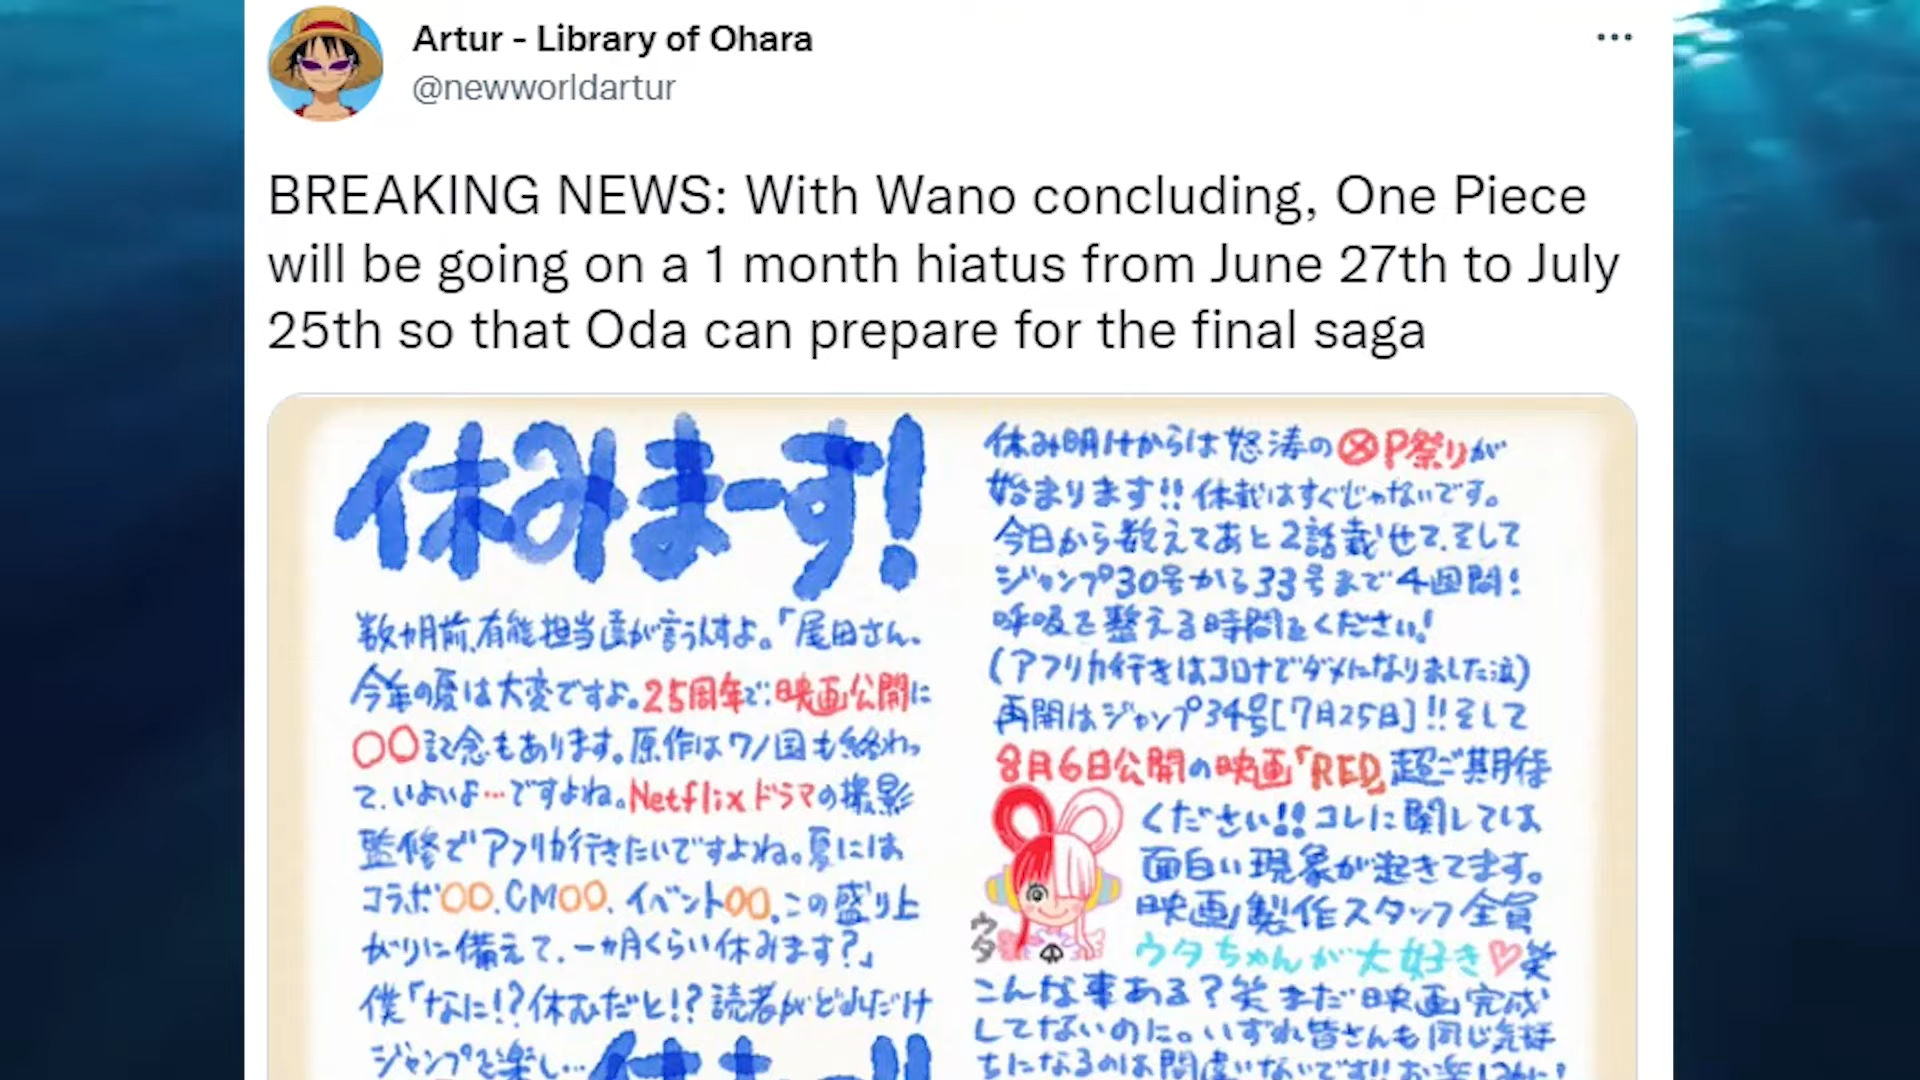 Artur - Library of Ohara
@newworldartur
BREAKING NEWS: With Wano concluding, One Piece
will be going on a 1 month hiatus from June 27th to July
25th so that Oda can prepare for the final saga
休みまーす!
数カ月前、有能担当達が言うんすよ。「尾田さん、
今年の夏は大変ですよ。25周年で:映画公開に
〇〇記念もあります。原作はワノ国も終わっ
て、いよいよ…ですよね。Netflixドラマの撮影
監修でアフリカ行きたいですよね。夏には
コラボ〇〇、CM〇〇、イベント〇〇。この盛り上
がりに備えて、一ヵ月くらい休みます?」
僕「なに!?休むだと!?読者がどれだけ
ジャンプを楽し…休む!!
休み明けからは怒涛のⓍP祭りが
始まります!!休載はすぐじゃないです。
今日から数えてあと2話載せて、そして
ジャンプ30号から33号まで4週間!
呼吸を整える時間をください!
(アフリカ行きはコロナでダメになりました泣)
再開はジャンプ34号[7月25日]!!そして
8月6日公開の映画「RED」超ご期待
ください!!コレに関しては
面白い現象が起きてます。
映画製作スタッフ全員
ウタちゃんが大好き♡笑
ウタ
こんな事ある?笑 まだ映画完成
してないのに。いずれ皆さんも同じ気持
ちになるのは間違いないです!!お楽しみに!